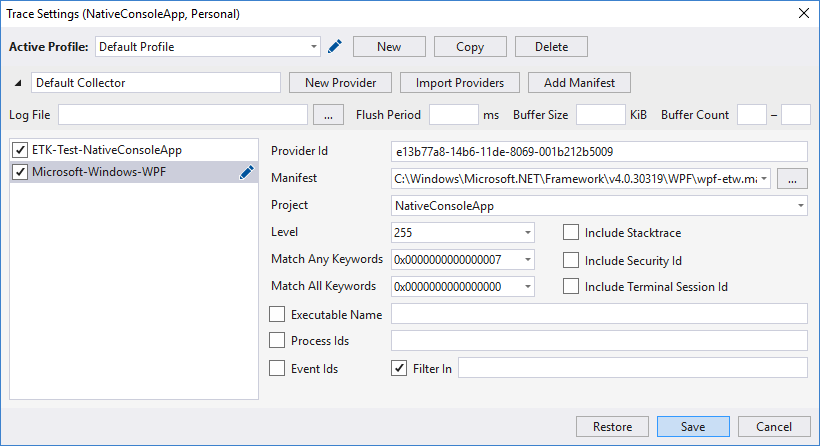 Trace Settings (NativeConsoleApp, Personal)
Active Profile: Default Profile New Copy Delete
Default Collector New Provider Import Providers Add Manifest
Log File ... Flush Period ms Buffer Size KiB Buffer Count –
ETK-Test-NativeConsoleApp
Microsoft-Windows-WPF
Provider Id e13b77a8-14b6-11de-8069-001b212b5009
Manifest C:\Windows\Microsoft.NET\Framework\v4.0.30319\WPF\wpf-etw.ma ...
Project NativeConsoleApp
Level 255 Include Stacktrace
Match Any Keywords 0x0000000000000007 Include Security Id
Match All Keywords 0x0000000000000000 Include Terminal Session Id
Executable Name
Process Ids
Event Ids Filter In
Restore Save Cancel